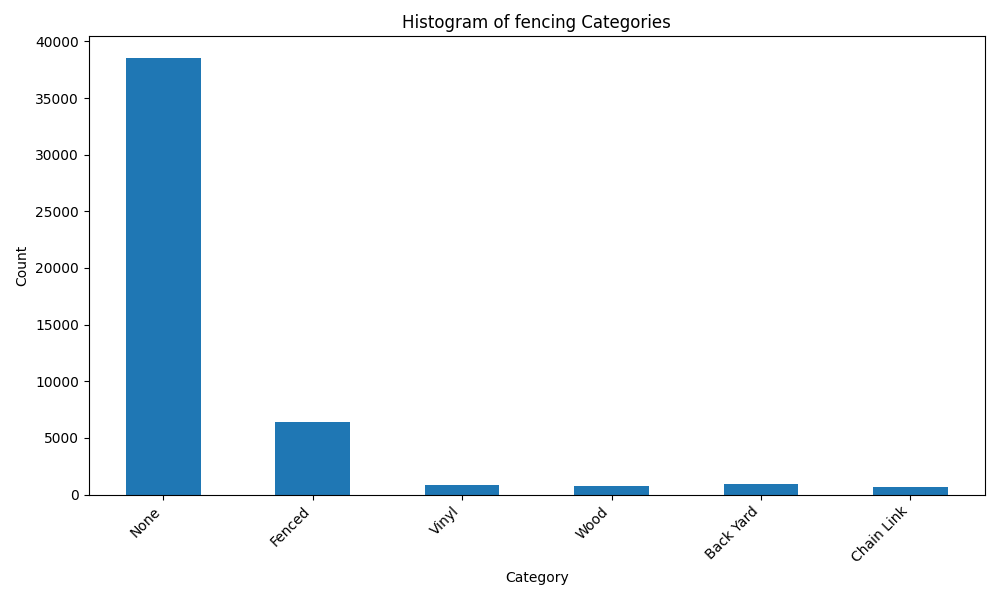 Histogram of fencing Categories
40000
35000
30000
25000
20000
15000
10000
5000
0
Count
None
Fenced
Vinyl
Wood
Back Yard
Chain Link
Category